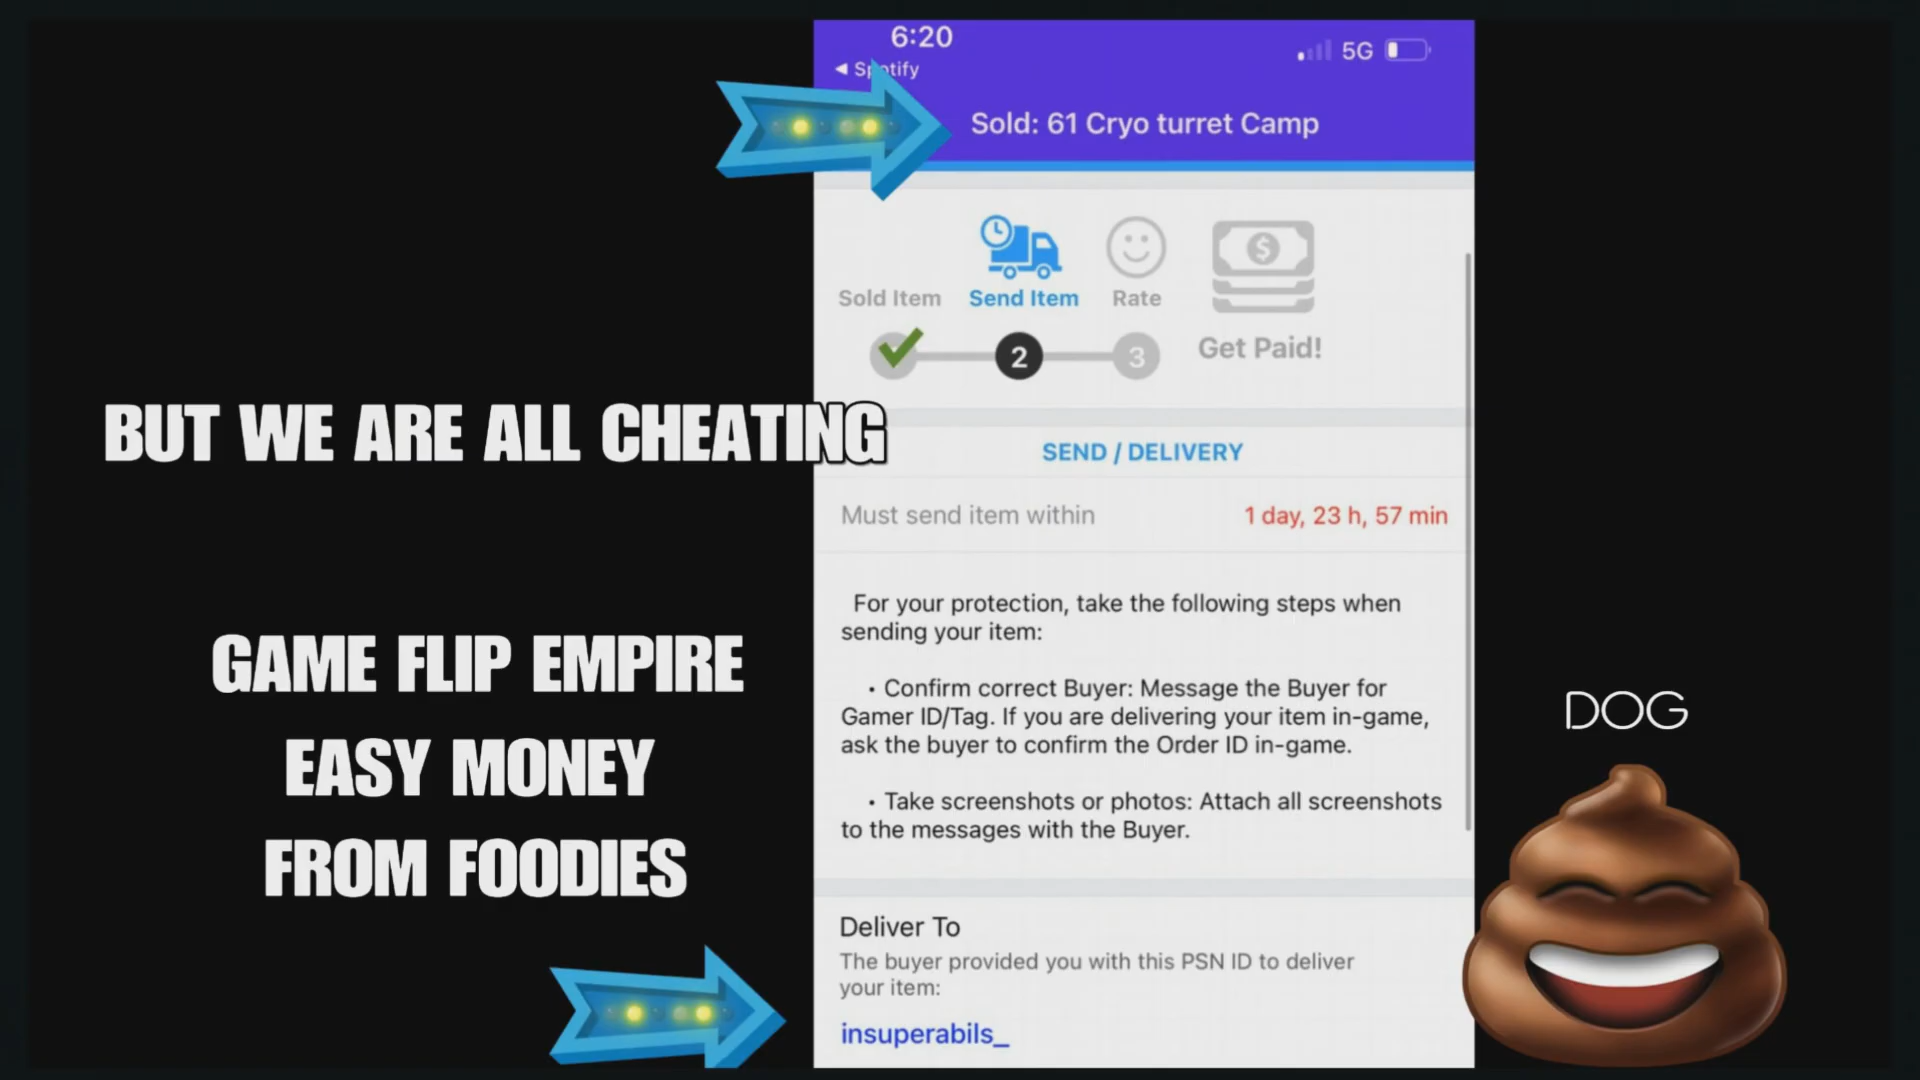 6:20
5G
◀ Spotify
Sold: 61 Cryo turret Camp
Sold Item
Send Item
Rate
2
3
Get Paid!
BUT WE ARE ALL CHEATING
SEND / DELIVERY
Must send item within
1 day, 23 h, 57 min
For your protection, take the following steps when
sending your item:
• Confirm correct Buyer: Message the Buyer for
Gamer ID/Tag. If you are delivering your item in-game,
ask the buyer to confirm the Order ID in-game.
• Take screenshots or photos: Attach all screenshots
to the messages with the Buyer.
GAME FLIP EMPIRE
EASY MONEY
FROM FOODIES
DOG
Deliver To
The buyer provided you with this PSN ID to deliver
your item:
insuperabils_